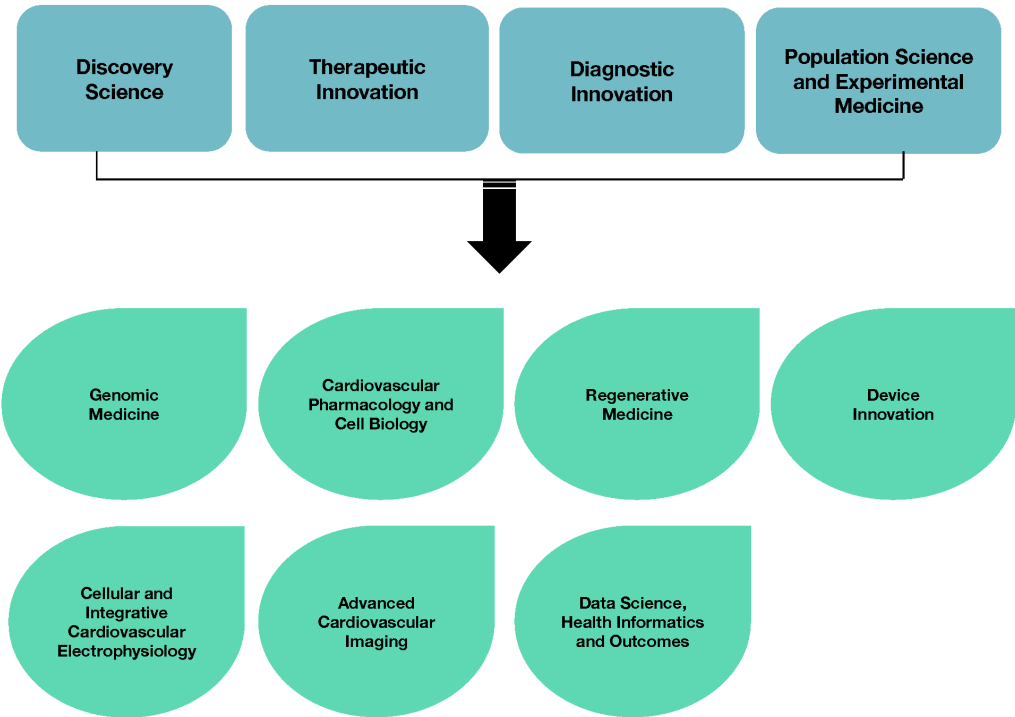 Discovery
Science
Therapeutic
Innovation
Diagnostic
Innovation
Population Science
and Experimental
Medicine
Genomic
Medicine
Cardiovascular
Pharmacology and
Cell Biology
Regenerative
Medicine
Device
Innovation
Cellular and
Integrative
Cardiovascular
Electrophysiology
Advanced
Cardiovascular
Imaging
Data Science,
Health Informatics
and Outcomes